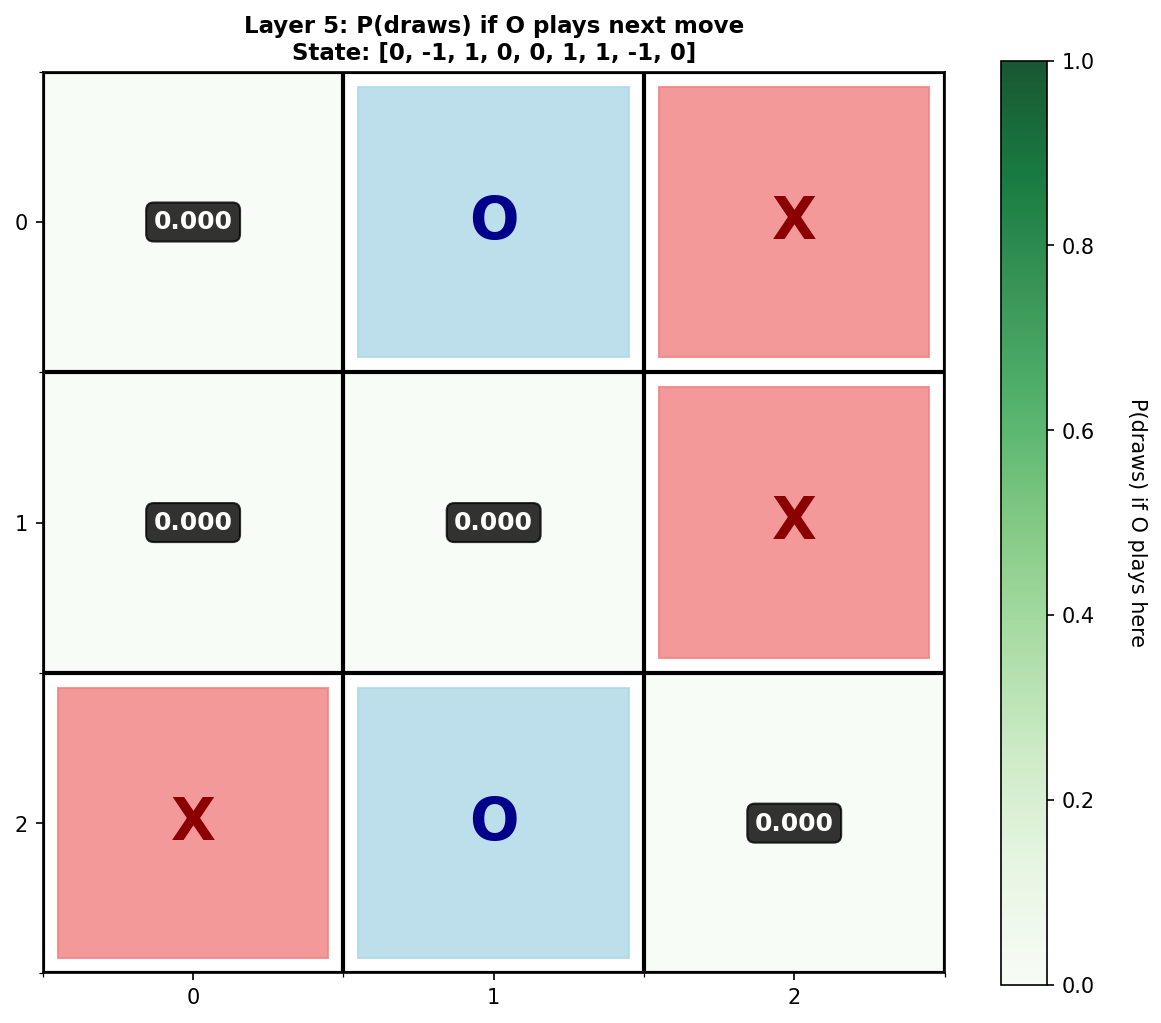 Layer 5: P(draws) if O plays next move
State: [0, -1, 1, 0, 0, 1, 1, -1, 0]
0
0.000
O
X
1
0.000
0.000
X
2
X
O
0.000
0
1
2
1.0
0.8
0.6
0.4
0.2
0.0
P(draws) if O plays here